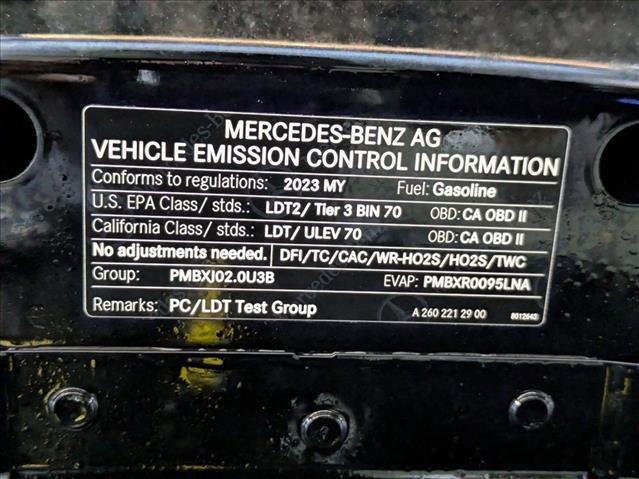 MERCEDES-BENZ AG
VEHICLE EMISSION CONTROL INFORMATION
Conforms to regulations: 2023 MY Fuel: Gasoline
U.S. EPA Class/ stds.: LDT2/ Tier 3 BIN 70 OBD: CA OBD II
California Class/ stds.: LDT/ ULEV 70 OBD: CA OBD II
No adjustments needed. DFI/TC/CAC/WR-HO2S/HO2S/TWC
Group: PMBXJ02.0U3B EVAP: PMBXR0095LNA
Remarks: PC/LDT Test Group A 260 221 29 00 8012643